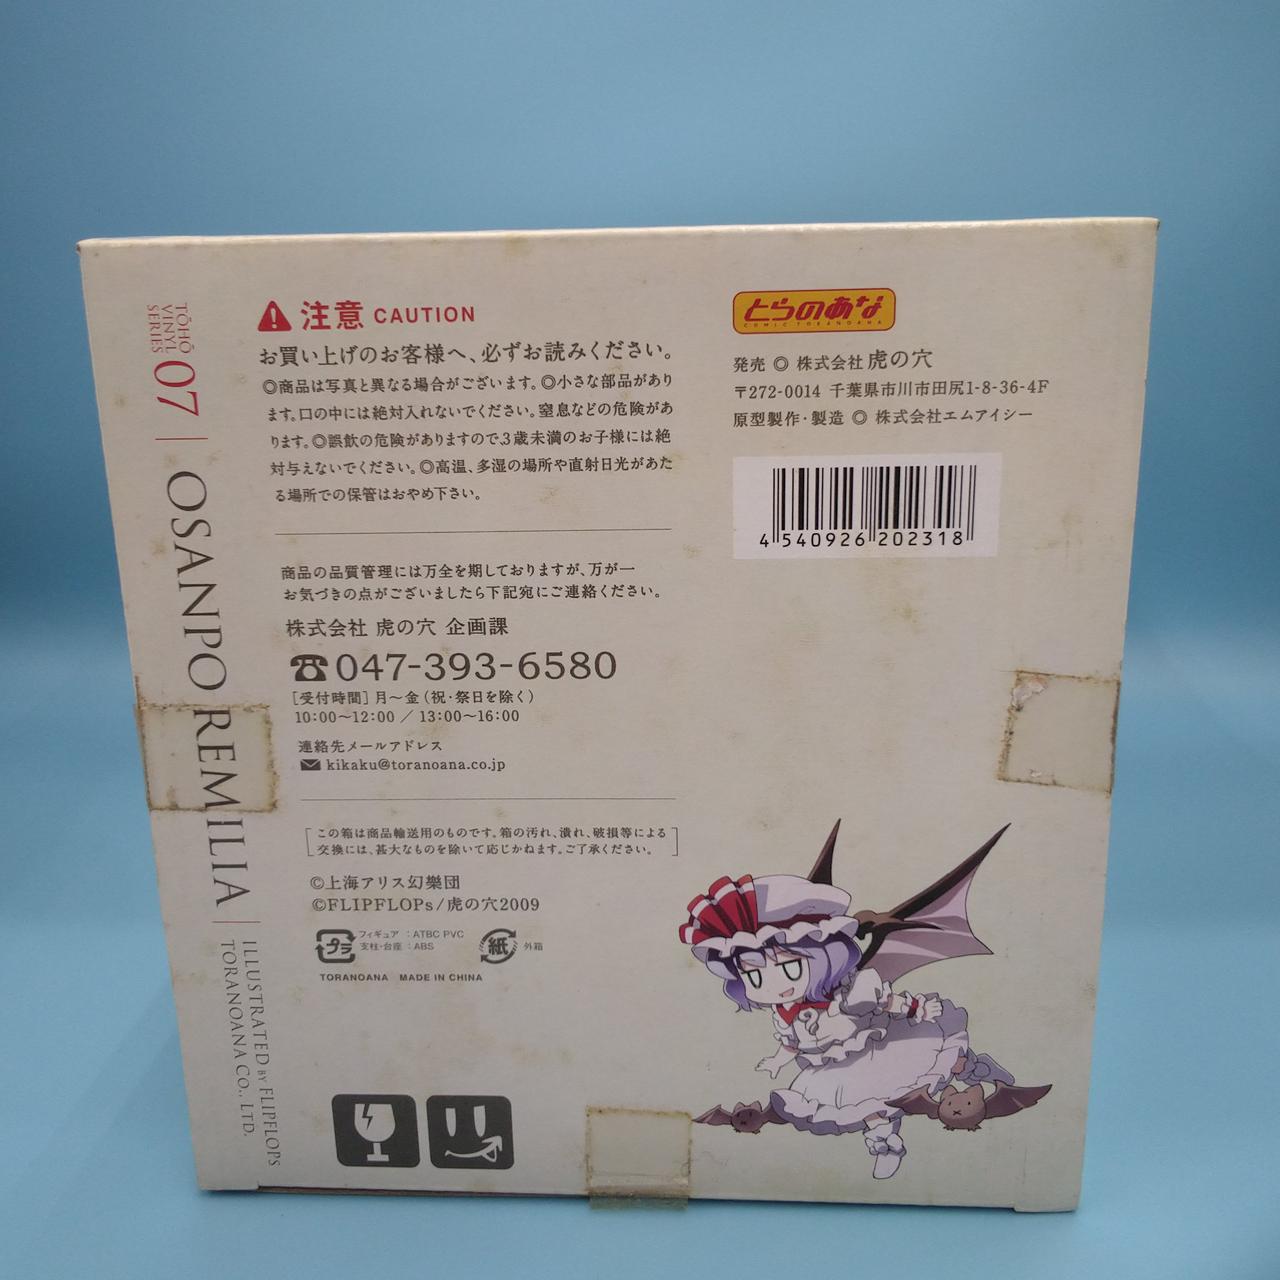 TŌHŌ
VINYL
SERIES
07
OSANPO REMILIA
ILLUSTRATED BY FLIPFLOPS
TORANOANA CO., LTD.
注意 CAUTION
お買い上げのお客様へ、必ずお読みください。
◎商品は写真と異なる場合がございます。◎小さな部品があり
ます。口の中には絶対入れないでください。窒息などの危険があ
ります。◎誤飲の危険がありますので、3歳未満のお子様には絶
対与えないでください。◎高温、多湿の場所や直射日光があた
る場所での保管はおやめ下さい。
商品の品質管理には万全を期しておりますが、万が一
お気づきの点がございましたら下記宛にご連絡ください。
株式会社 虎の穴 企画課
☎047-393-6580
[受付時間] 月〜金 (祝・祭日を除く)
10:00〜12:00 / 13:00〜16:00
連絡先メールアドレス
kikaku@toranoana.co.jp
この箱は商品輸送用のものです。箱の汚れ、潰れ、破損等による
交換には、甚大なものを除いて応じかねます。ご了承ください。
©上海アリス幻樂団
©FLIPFLOPs/虎の穴2009
プラ
フィギュア : ATBC PVC
支柱・台座 : ABS
紙
外箱
TORANOANA MADE IN CHINA
とらのあな
COMIC TORANOANA
発売 ◎ 株式会社 虎の穴
〒272-0014 千葉県市川市田尻1-8-36-4F
原型製作・製造 ◎ 株式会社エムアイシー
4 540926 202318